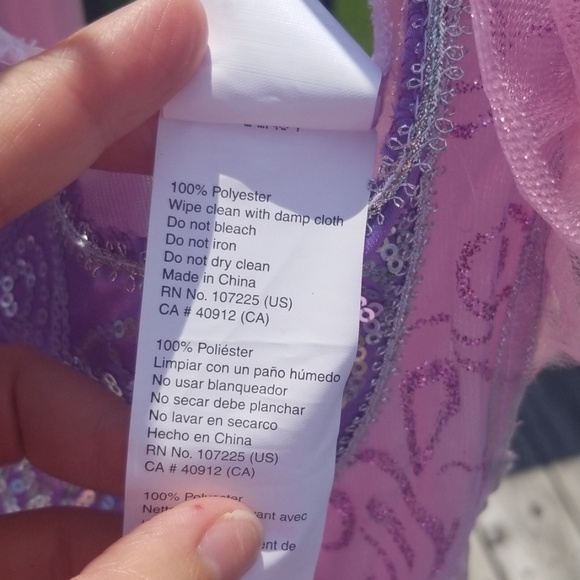 100% Polyester
Wipe clean with damp cloth
Do not bleach
Do not iron
Do not dry clean
Made in China
RN No. 107225 (US)
CA # 40912 (CA)
100% Poliéster
Limpiar con un paño húmedo
No usar blanqueador
No secar debe planchar
No lavar en secarco
Hecho en China
RN No. 107225 (US)
CA # 40912 (CA)
100%
avec
de